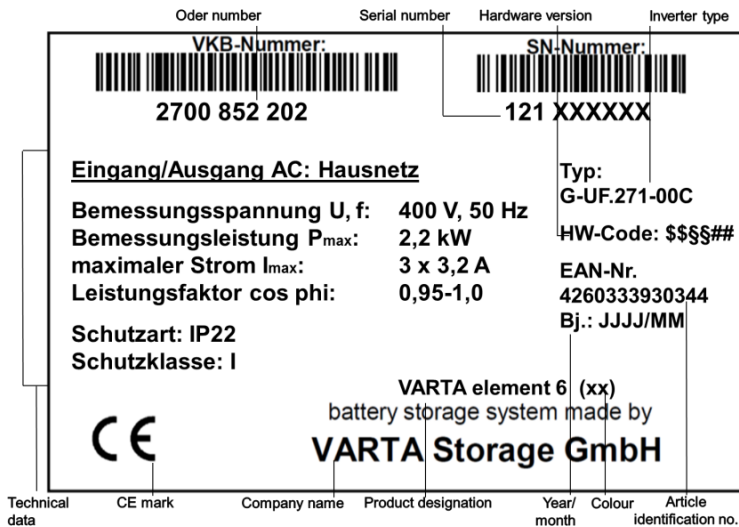 Oder number Serial number Hardware version Inverter type
VKB-Nummer: SN-Nummer:
2700 852 202 121 XXXXXX
Eingang/Ausgang AC: Hausnetz
Bemessungsspannung U, f: 400 V, 50 Hz
Bemessungsleistung Pmax: 2,2 kW
maximaler Strom Imax: 3 x 3,2 A
Leistungsfaktor cos phi: 0,95-1,0
Schutzart: IP22
Schutzklasse: I
Typ:
G-UF.271-00C
HW-Code: $$§§##
EAN-Nr.
4260333930344
Bj.: JJJJ/MM
VARTA element 6 (xx)
battery storage system made by
VARTA Storage GmbH
CE
Technical
data
CE mark
Company name
Product designation
Year/
month
Colour
Article
identification no.